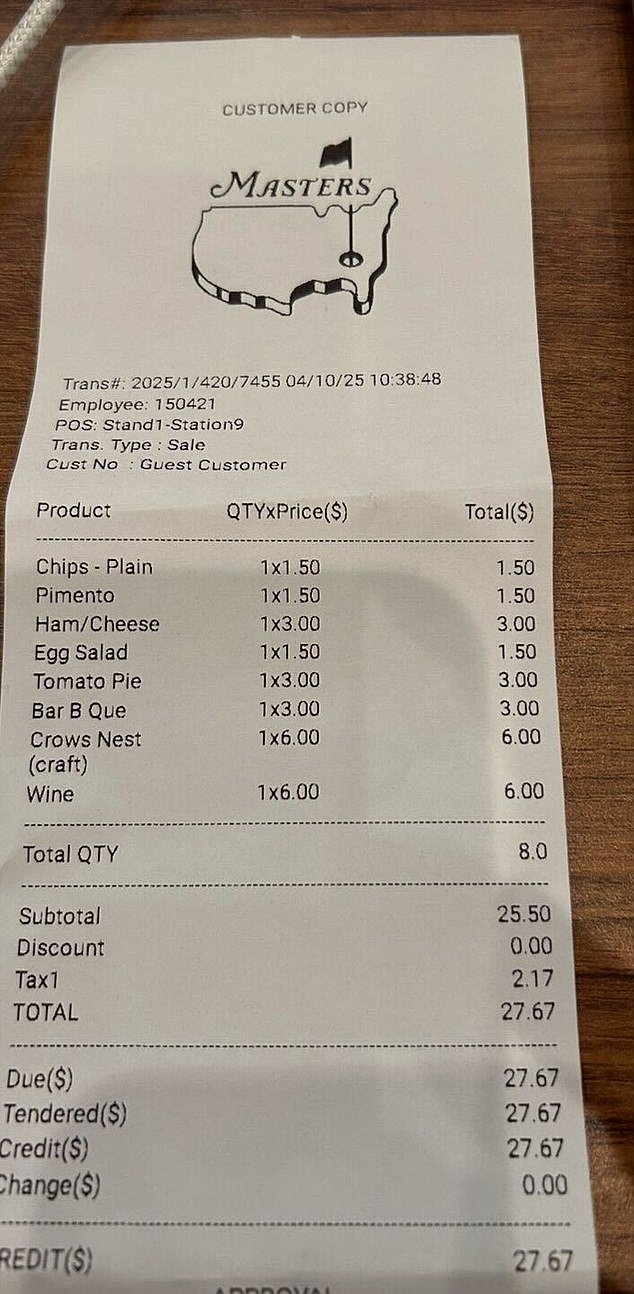 CUSTOMER COPY
MASTERS
Trans#: 2025/1/420/7455 04/10/25 10:38:48
Employee: 150421
POS: Stand1-Station9
Trans. Type : Sale
Cust No : Guest Customer
Product QTYxPrice($) Total($)
Chips - Plain 1x1.50 1.50
Pimento 1x1.50 1.50
Ham/Cheese 1x3.00 3.00
Egg Salad 1x1.50 1.50
Tomato Pie 1x3.00 3.00
Bar B Que 1x3.00 3.00
Crows Nest 1x6.00 6.00
(craft)
Wine 1x6.00 6.00
Total QTY 8.0
Subtotal 25.50
Discount 0.00
Tax1 2.17
TOTAL 27.67
Due($) 27.67
Tendered($) 27.67
Credit($) 27.67
Change($) 0.00
REDIT($) 27.67
APPROVAL